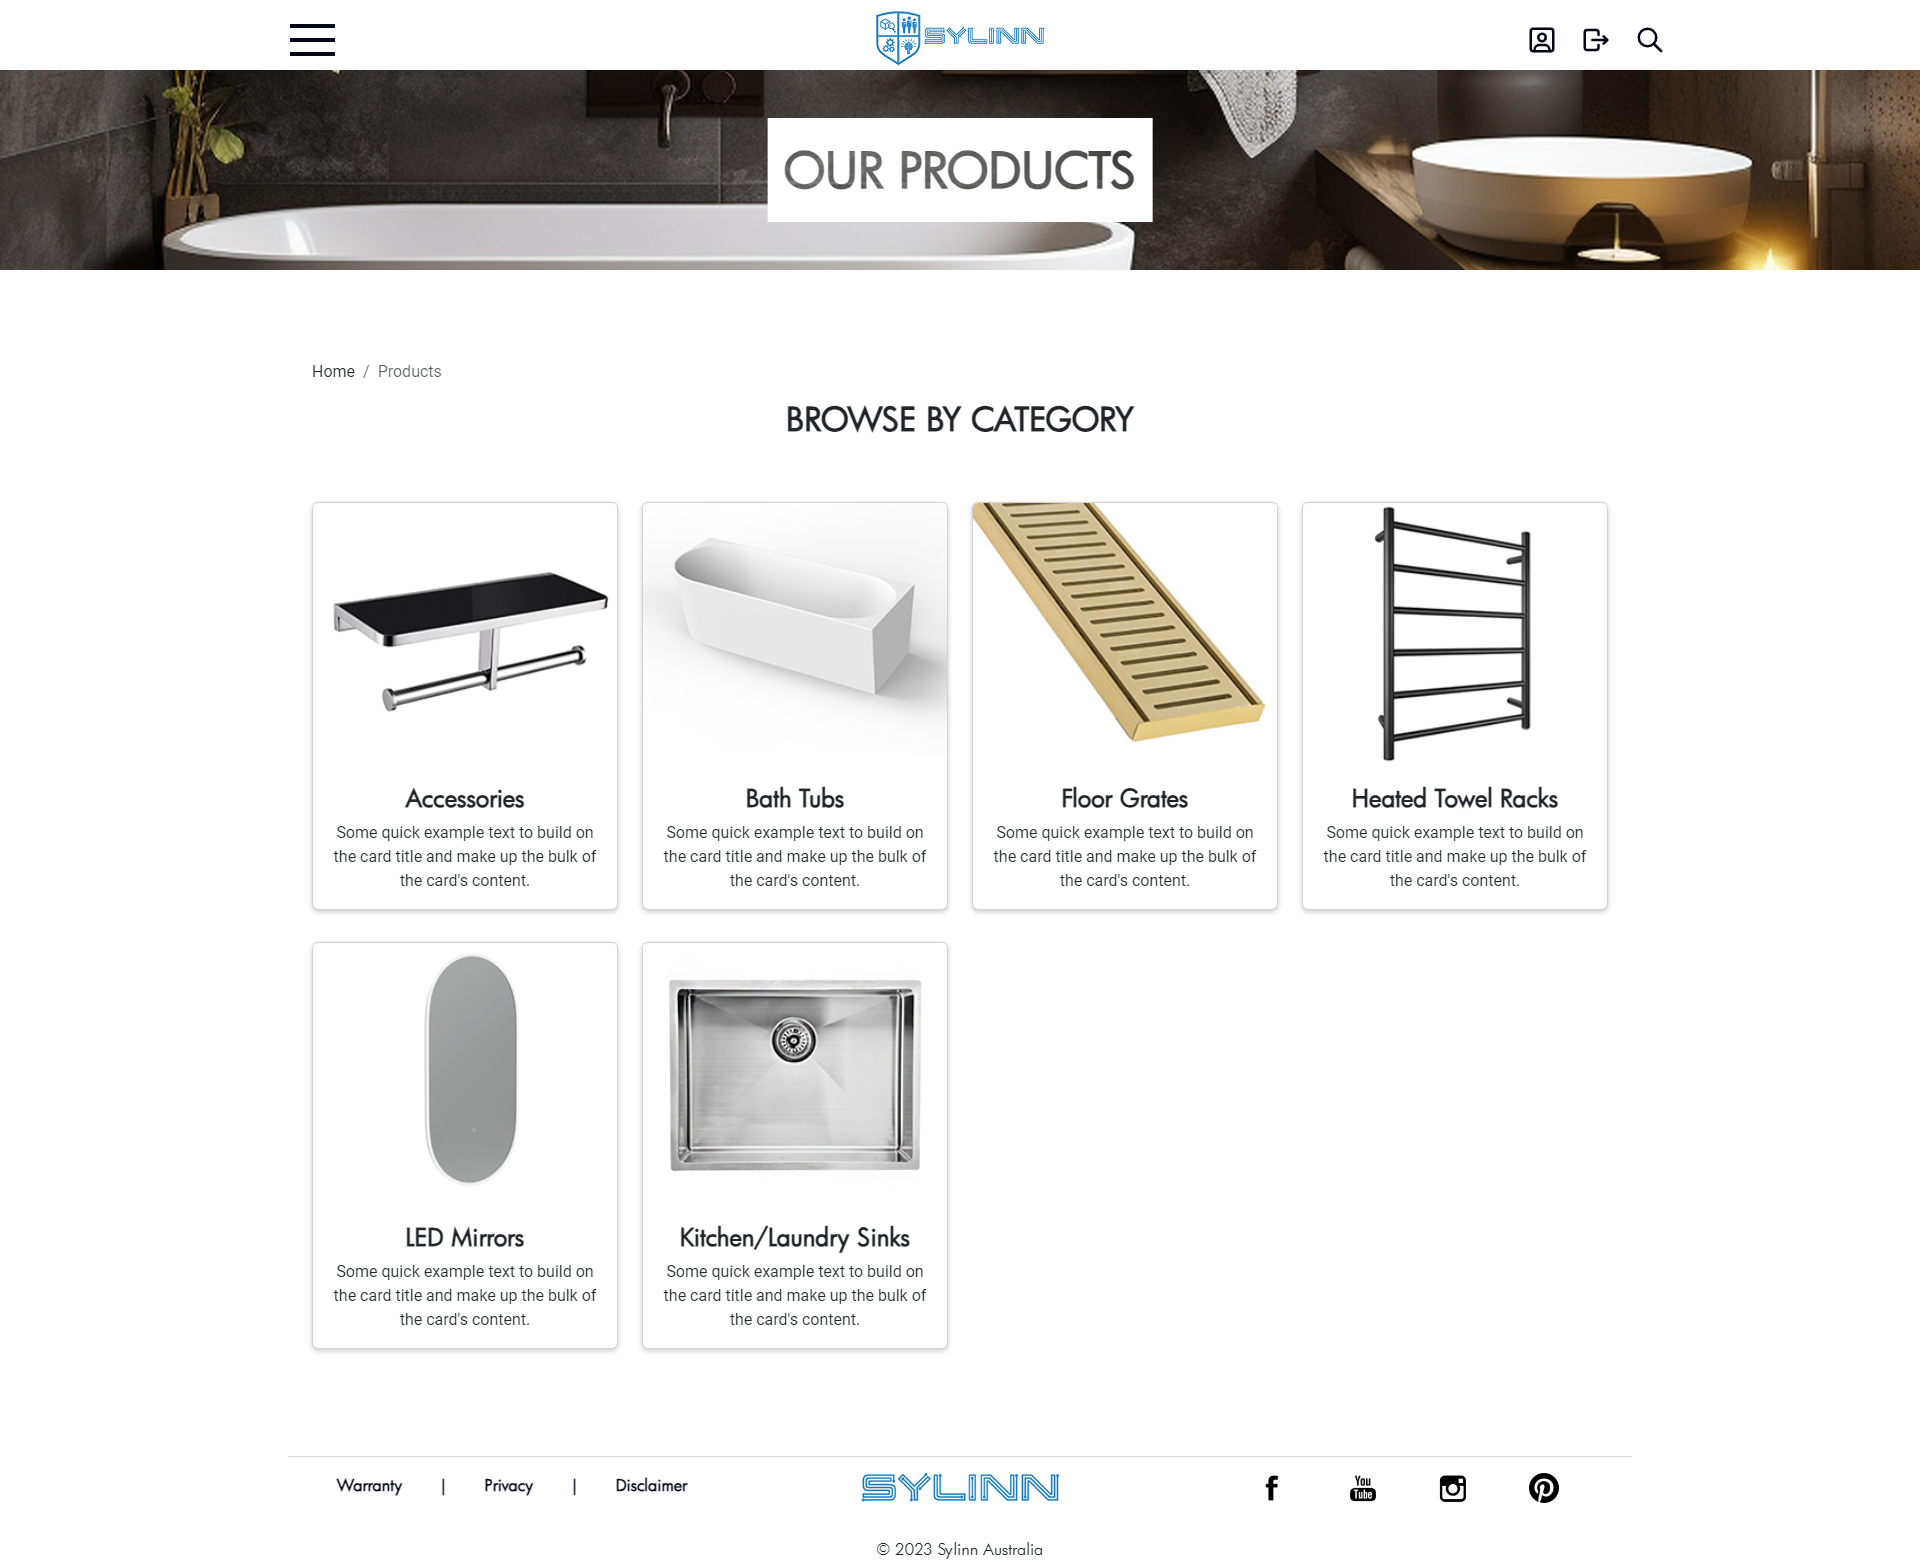 SYLINN
OUR PRODUCTS
Home / Products
BROWSE BY CATEGORY
Accessories
Some quick example text to build on
the card title and make up the bulk of
the card's content.
Bath Tubs
Some quick example text to build on
the card title and make up the bulk of
the card's content.
Floor Grates
Some quick example text to build on
the card title and make up the bulk of
the card's content.
Heated Towel Racks
Some quick example text to build on
the card title and make up the bulk of
the card's content.
LED Mirrors
Some quick example text to build on
the card title and make up the bulk of
the card's content.
Kitchen/Laundry Sinks
Some quick example text to build on
the card title and make up the bulk of
the card's content.
Warranty | Privacy | Disclaimer
SYLINN
You
Tube
© 2023 Sylinn Australia